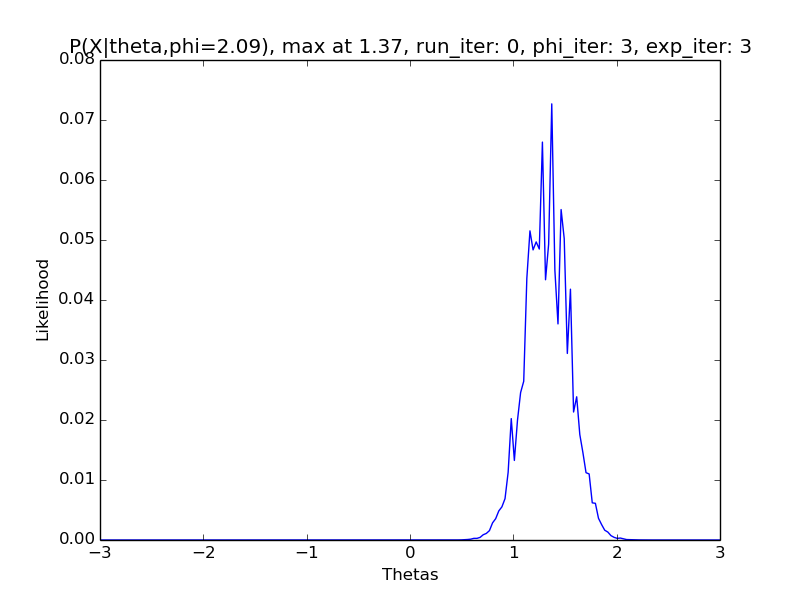 P(X|theta,phi=2.09), max at 1.37, run_iter: 0, phi_iter: 3, exp_iter: 3
0.08
0.07
0.06
0.05
0.04
0.03
0.02
0.01
0.00
Likelihood
−3 −2 −1 0 1 2 3
Thetas